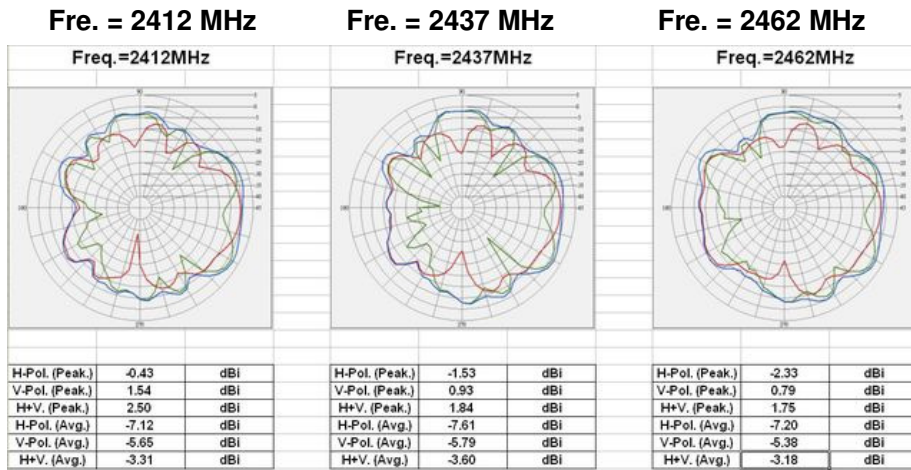 Fre. = 2412 MHz Fre. = 2437 MHz Fre. = 2462 MHz
Freq.=2412MHz Freq.=2437MHz Freq.=2462MHz
H-Pol. (Peak.) -0.43 dBi H-Pol. (Peak.) -1.53 dBi H-Pol. (Peak.) -2.33 dBi
V-Pol. (Peak.) 1.54 dBi V-Pol. (Peak.) 0.93 dBi V-Pol. (Peak.) 0.79 dBi
H+V. (Peak.) 2.50 dBi H+V. (Peak.) 1.84 dBi H+V. (Peak.) 1.75 dBi
H-Pol. (Avg.) -7.12 dBi H-Pol. (Avg.) -7.61 dBi H-Pol. (Avg.) -7.20 dBi
V-Pol. (Avg.) -5.65 dBi V-Pol. (Avg.) -5.79 dBi V-Pol. (Avg.) -5.38 dBi
H+V. (Avg.) -3.31 dBi H+V. (Avg.) -3.60 dBi H+V. (Avg.) -3.18 dBi